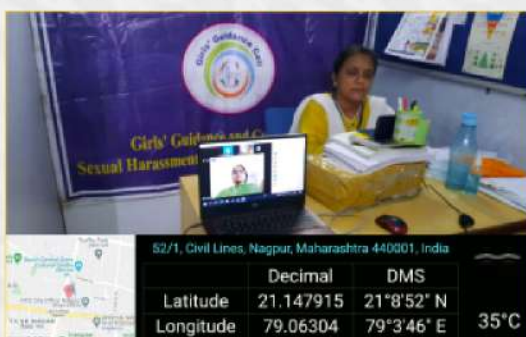 Girls' Guidance Cen
Girls' Guidance and C
Sexual Harassment
52/1, Civil Lines, Nagpur, Maharashtra 440001, India
Decimal DMS
Latitude 21.147915 21°8'52" N
Longitude 79.06304 79°3'46" E
35°C